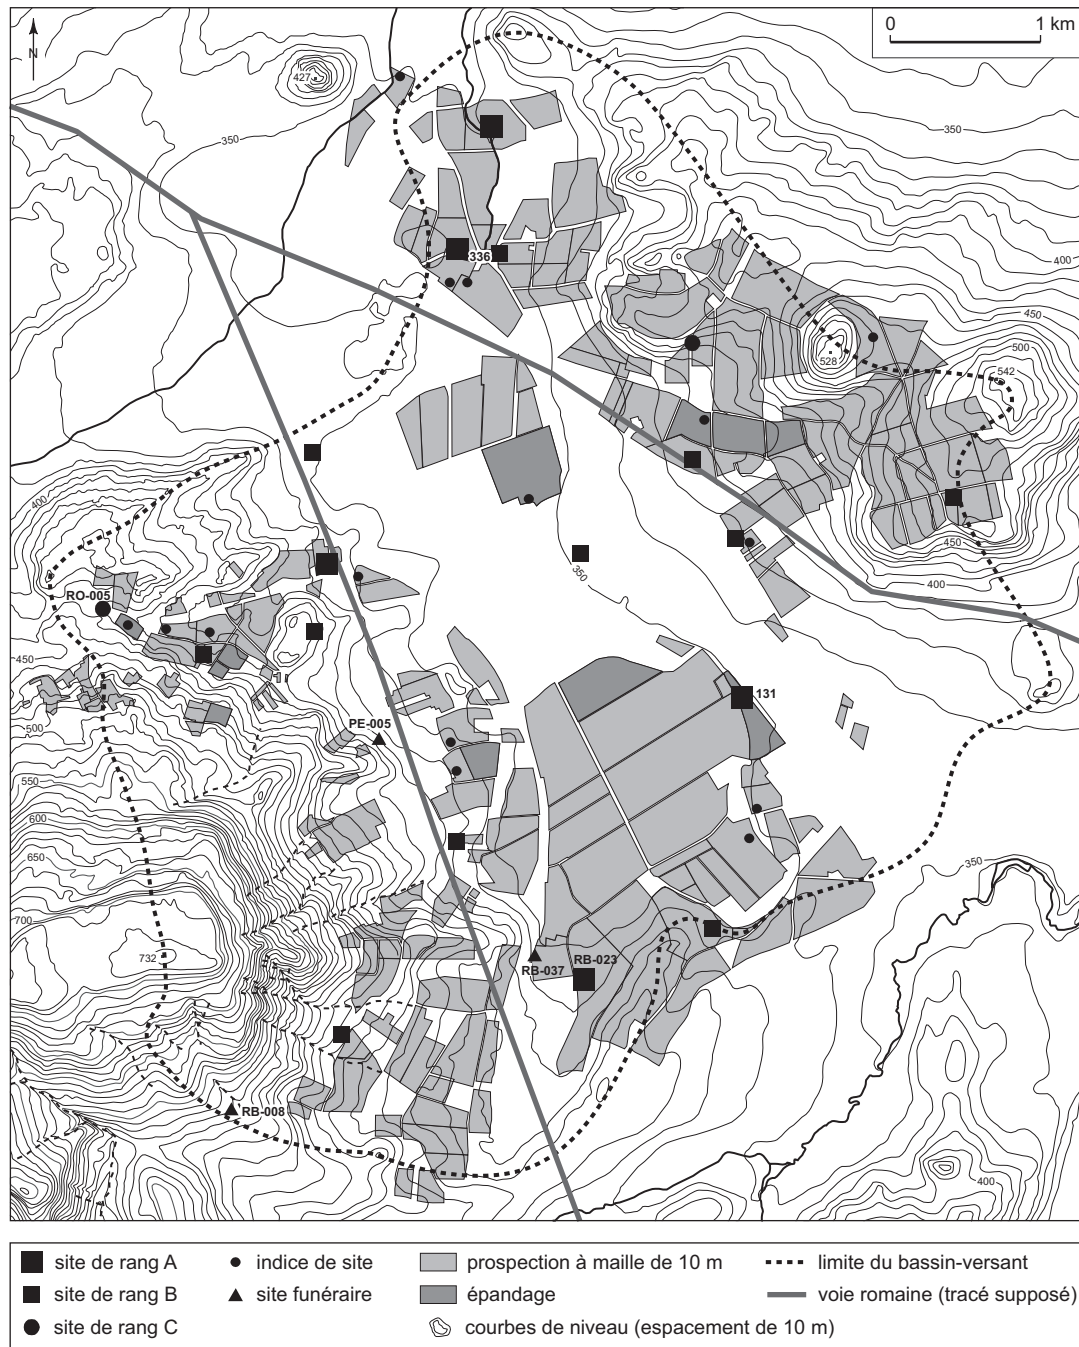 0 1 km
N
427
350
350
336
400
450
500
528
542
400
350
450
400
RO-005
450
500
PE-005
131
550
600
650
350
700
732
RB-037
RB-023
RB-008
400
site de rang A
indice de site
prospection à maille de 10 m
limite du bassin-versant
site de rang B
site funéraire
épandage
voie romaine (tracé supposé)
site de rang C
courbes de niveau (espacement de 10 m)